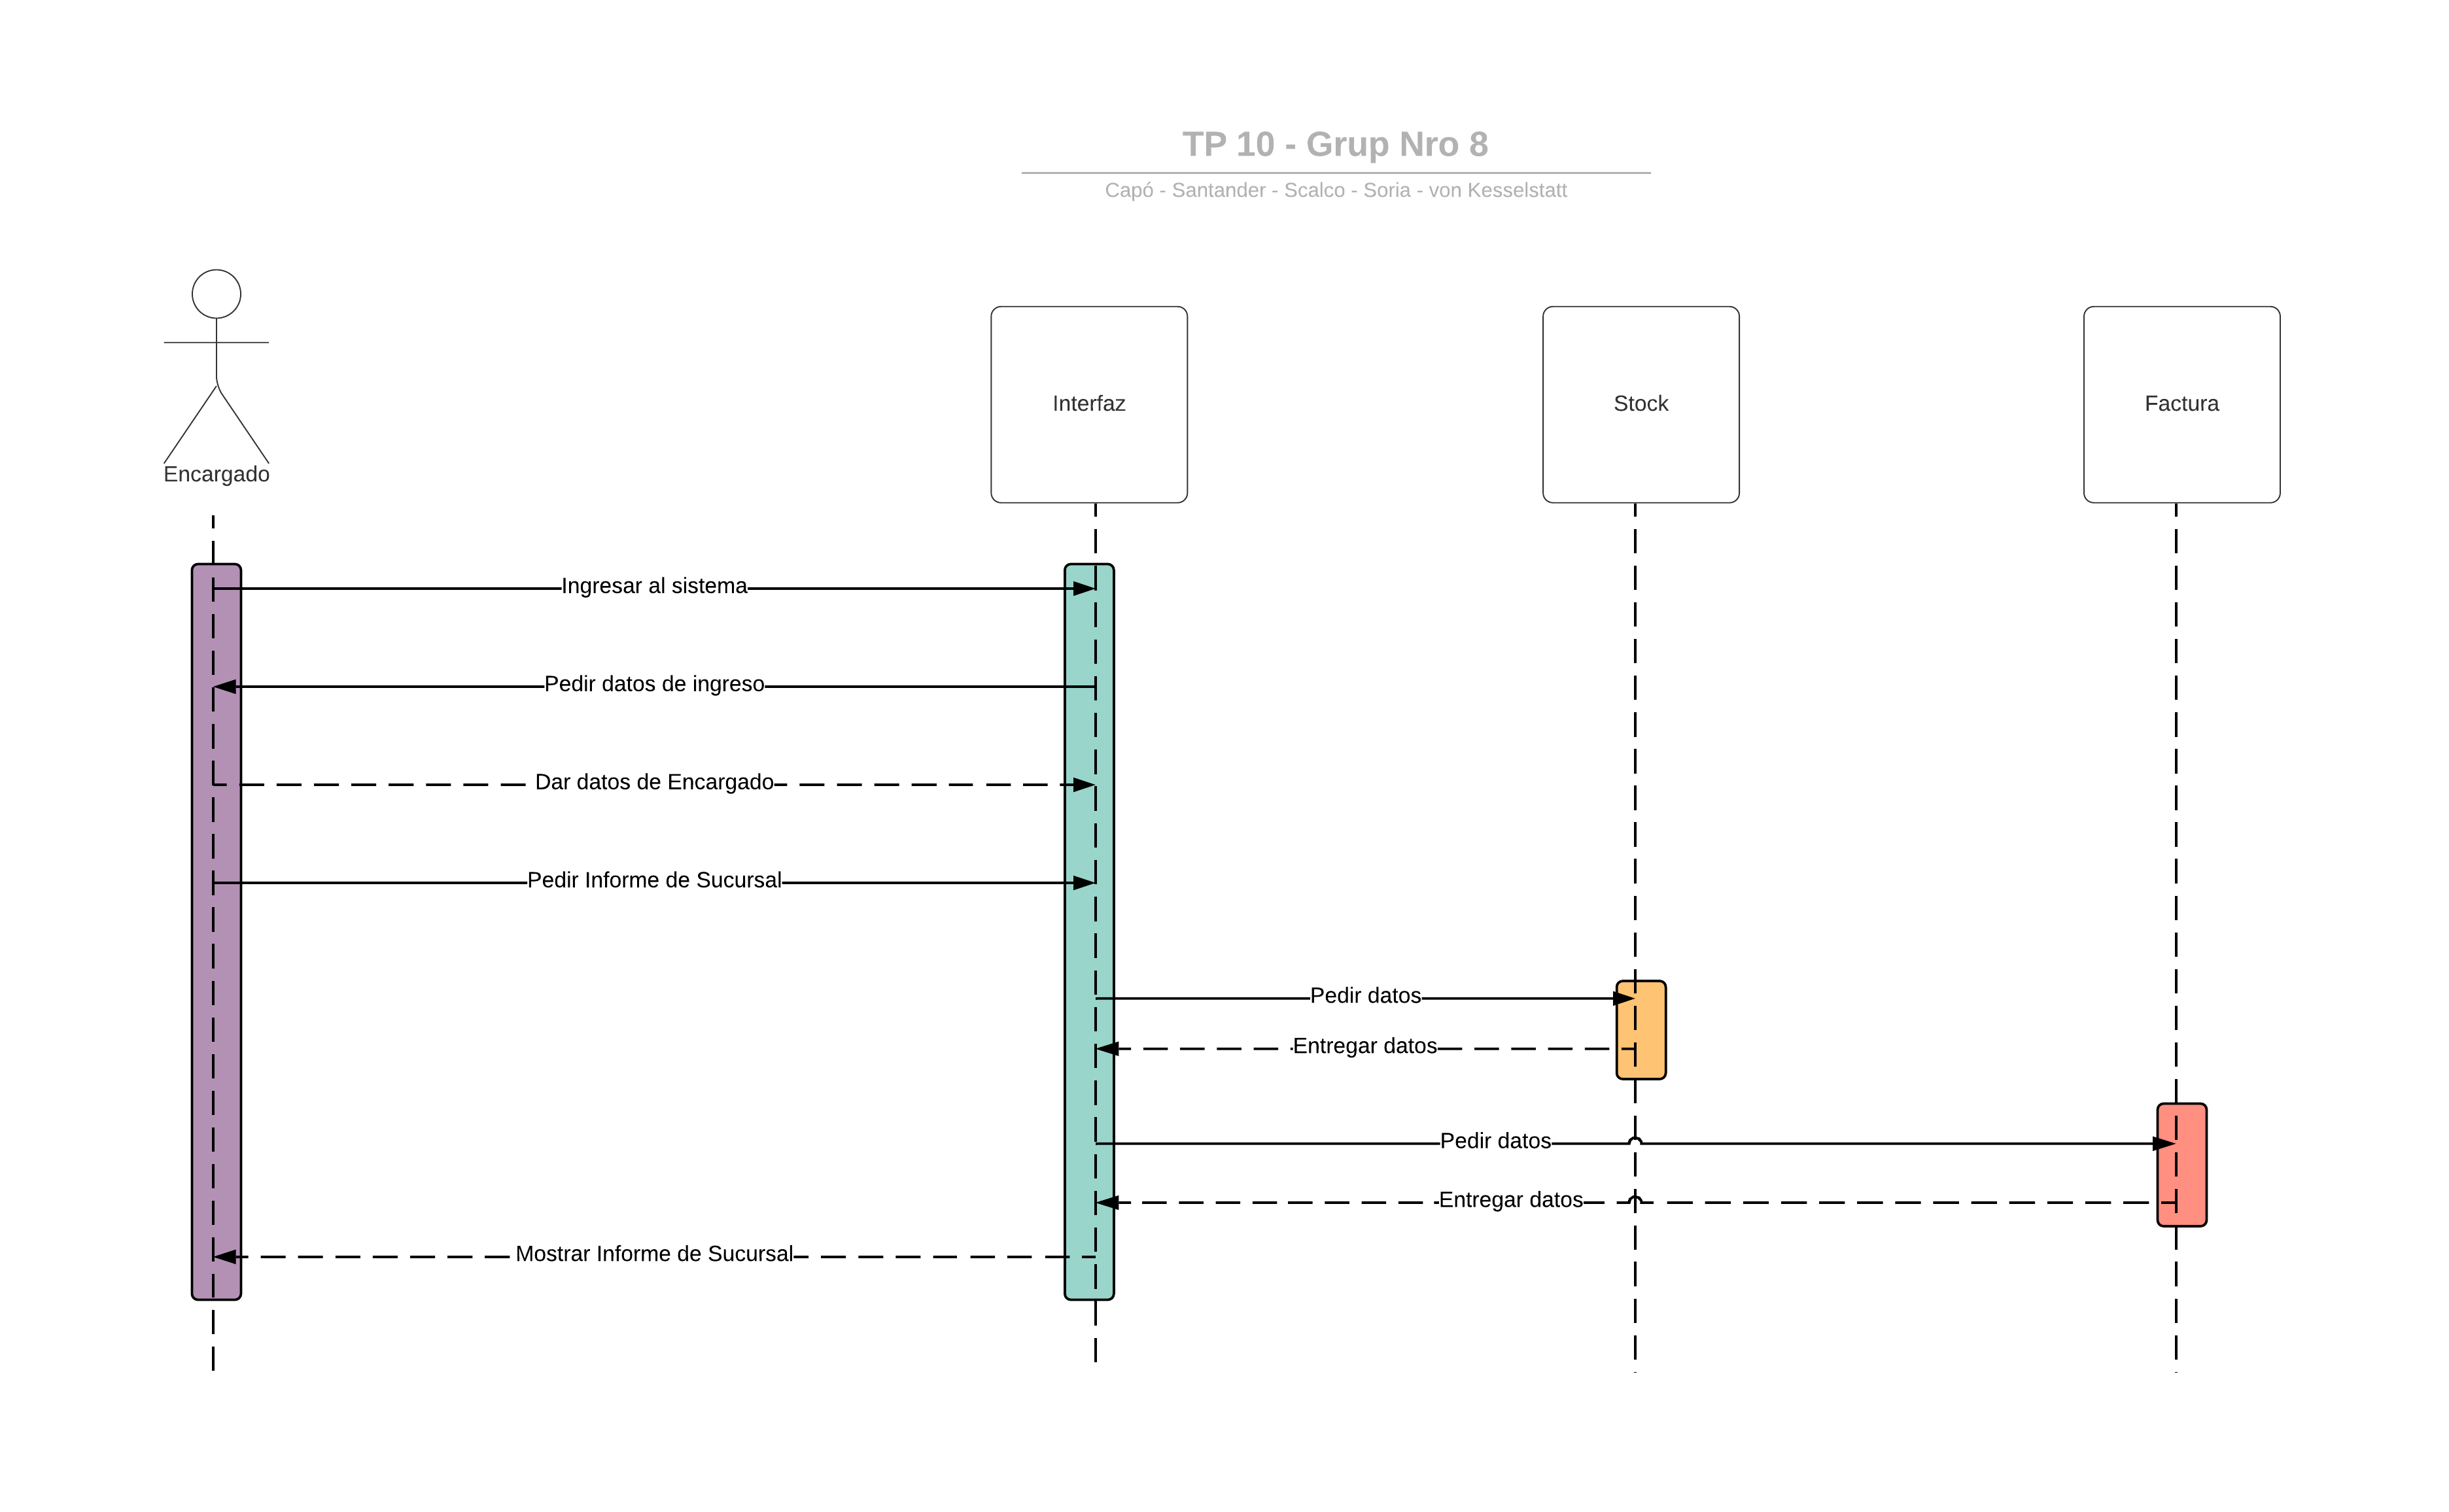 TP 10 - Grup Nro 8
Capó - Santander - Scalco - Soria - von Kesselstatt
Encargado
Interfaz
Stock
Factura
Ingresar al sistema
Pedir datos de ingreso
Dar datos de Encargado
Pedir Informe de Sucursal
Pedir datos
Entregar datos
Pedir datos
Entregar datos
Mostrar Informe de Sucursal